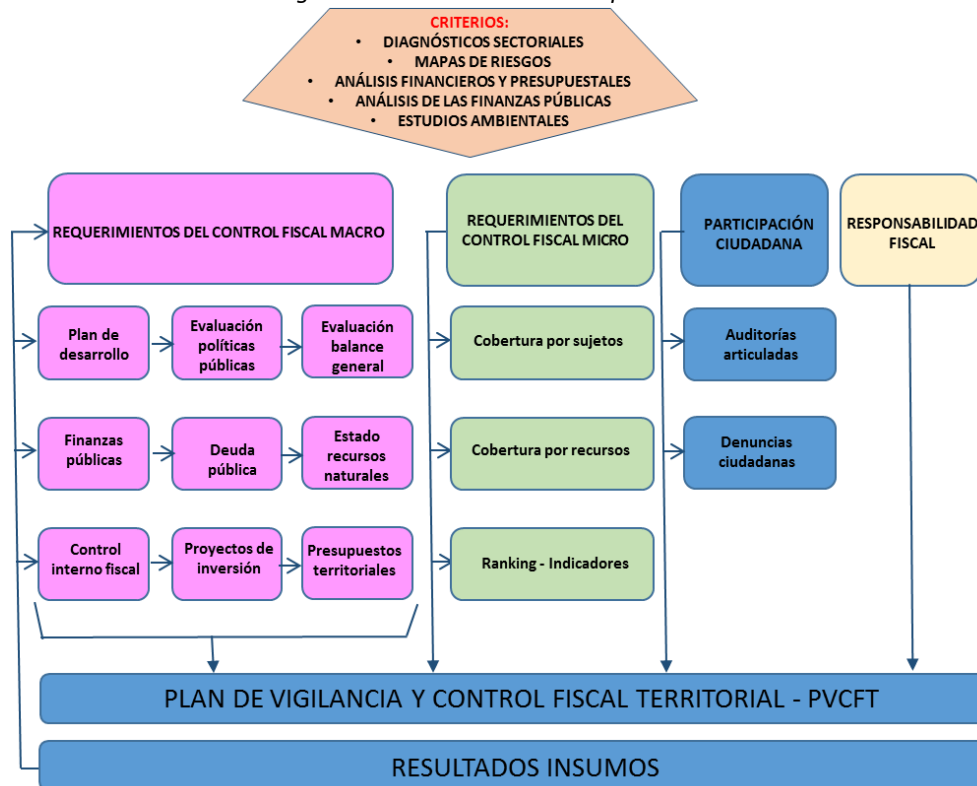 CRITERIOS:
• DIAGNÓSTICOS SECTORIALES
• MAPAS DE RIESGOS
• ANÁLISIS FINANCIEROS Y PRESUPUESTALES
• ANÁLISIS DE LAS FINANZAS PÚBLICAS
• ESTUDIOS AMBIENTALES
REQUERIMIENTOS DEL CONTROL FISCAL MACRO
REQUERIMIENTOS DEL
CONTROL FISCAL MICRO
PARTICIPACIÓN
CIUDADANA
RESPONSABILIDAD
FISCAL
Plan de
desarrollo
Evaluación
políticas
públicas
Evaluación
balance
general
Cobertura por sujetos
Auditorías
articuladas
Finanzas
públicas
Deuda
pública
Estado
recursos
naturales
Cobertura por recursos
Denuncias
ciudadanas
Control
interno fiscal
Proyectos de
inversión
Presupuestos
territoriales
Ranking - Indicadores
PLAN DE VIGILANCIA Y CONTROL FISCAL TERRITORIAL - PVCFT
RESULTADOS INSUMOS